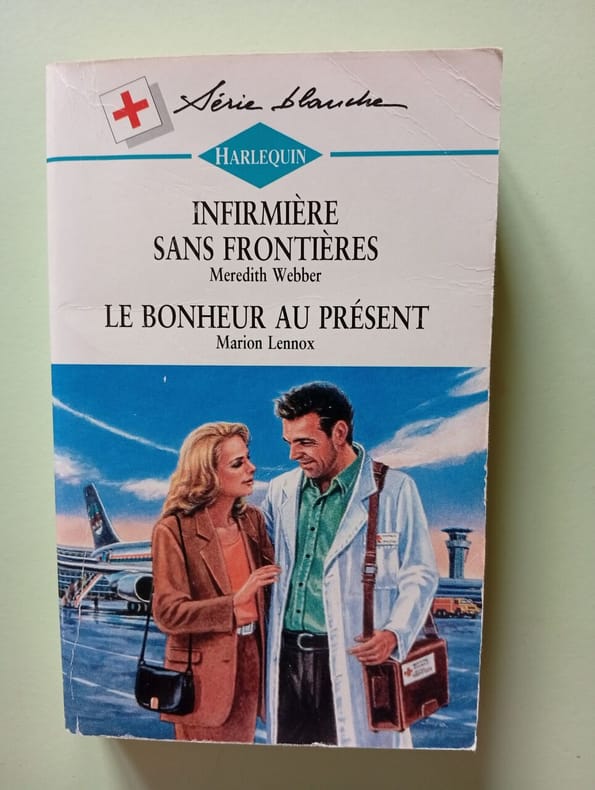 Série blanche
HARLEQUIN
INFIRMIÈRE
SANS FRONTIÈRES
Meredith Webber
LE BONHEUR AU PRÉSENT
Marion Lennox